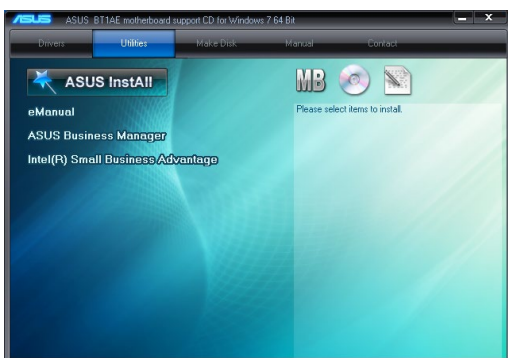 ASUS ASUS BT1AE motherboard support CD for Windows 7 64 Bit
Drivers Utilities Make Disk Manual Contact
ASUS InstAll
MB
Please select items to install.
eManual
ASUS Business Manager
Intel(R) Small Business Advantage